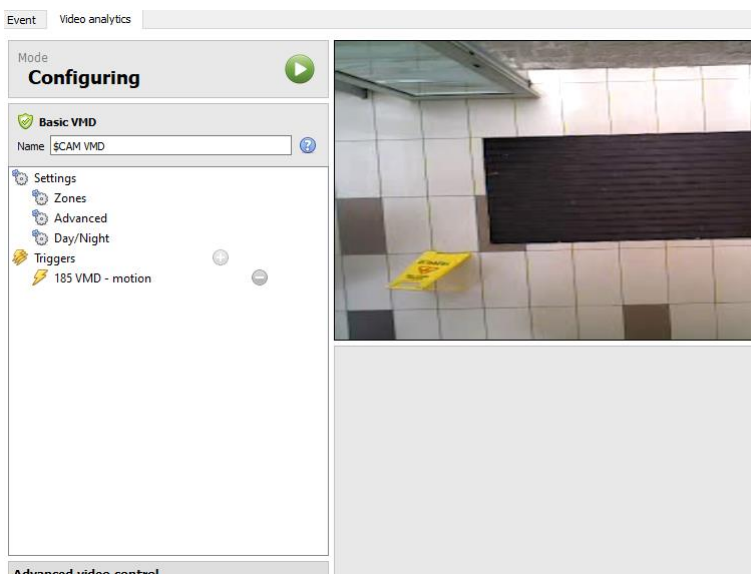 Event Video analytics
Mode
Configuring
Basic VMD
Name $CAM VMD
Settings
Zones
Advanced
Day/Night
Triggers
185 VMD - motion
Advanced video control